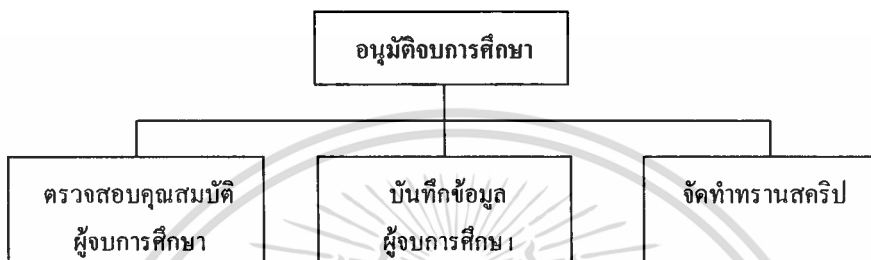 อนุมัติจบการศึกษา
ตรวจสอบคุณสมบัติ
ผู้จบการศึกษา
บันทึกข้อมูล
ผู้จบการศึกษา
จัดทำทรานสคริป